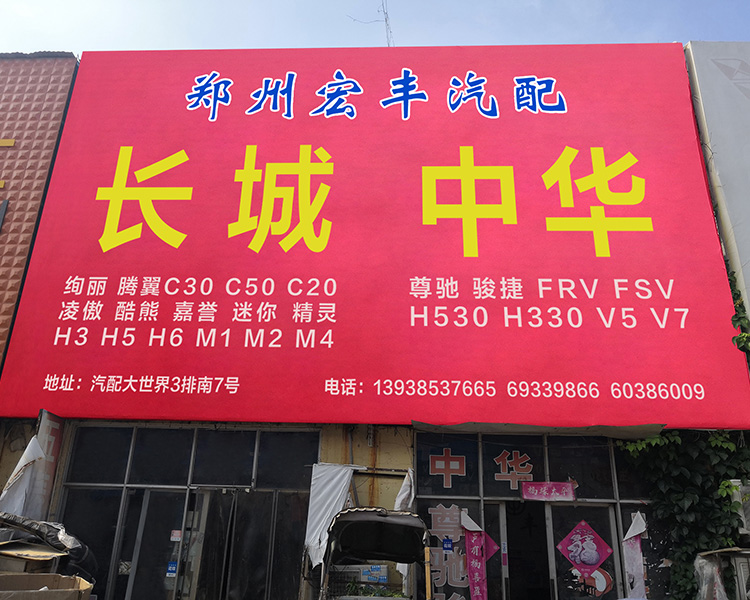 郑州宏丰汽配
长城 中华
绚丽 腾翼C30 C50 C20
凌傲 酷熊 嘉誉 迷你 精灵
H3 H5 H6 M1 M2 M4
尊驰 骏捷 FRV FSV
H530 H330 V5 V7
地址：汽配大世界3排南7号
电话：13938537665 69339866 60386009
中华
尊驰